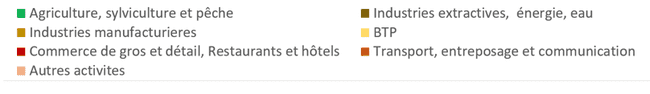 Agriculture, sylviculture et pêche
Industries extractives, énergie, eau
Industries manufacturieres
BTP
Commerce de gros et détail, Restaurants et hôtels
Transport, entreposage et communication
Autres activites